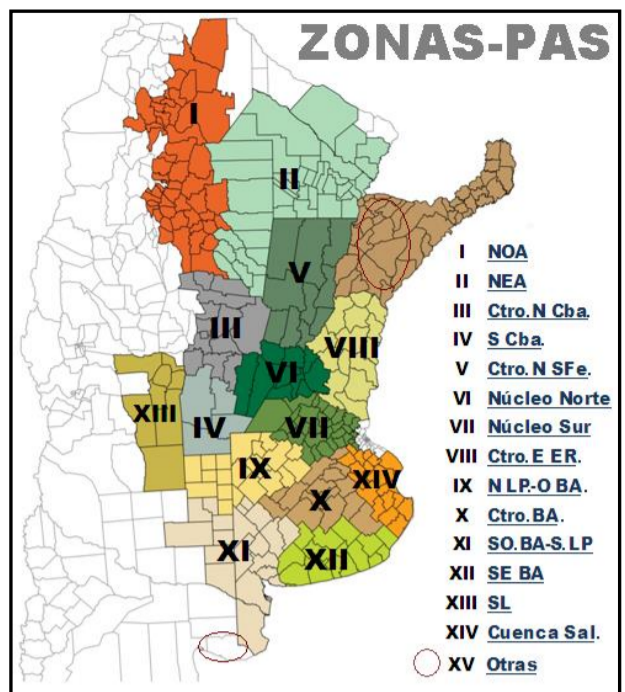 ZONAS-PAS
I
II
V
III
VIII
VI
XIII
IV
VII
IX
XIV
X
XI
XII
I NOA
II NEA
III Ctro.N Cba.
IV S Cba.
V Ctro.N SFe.
VI Núcleo Norte
VII Núcleo Sur
VIII Ctro.E ER.
IX N LP.-O BA.
X Ctro.BA.
XI SO.BA-S.LP
XII SE BA
XIII SL
XIV Cuenca Sal.
XV Otras